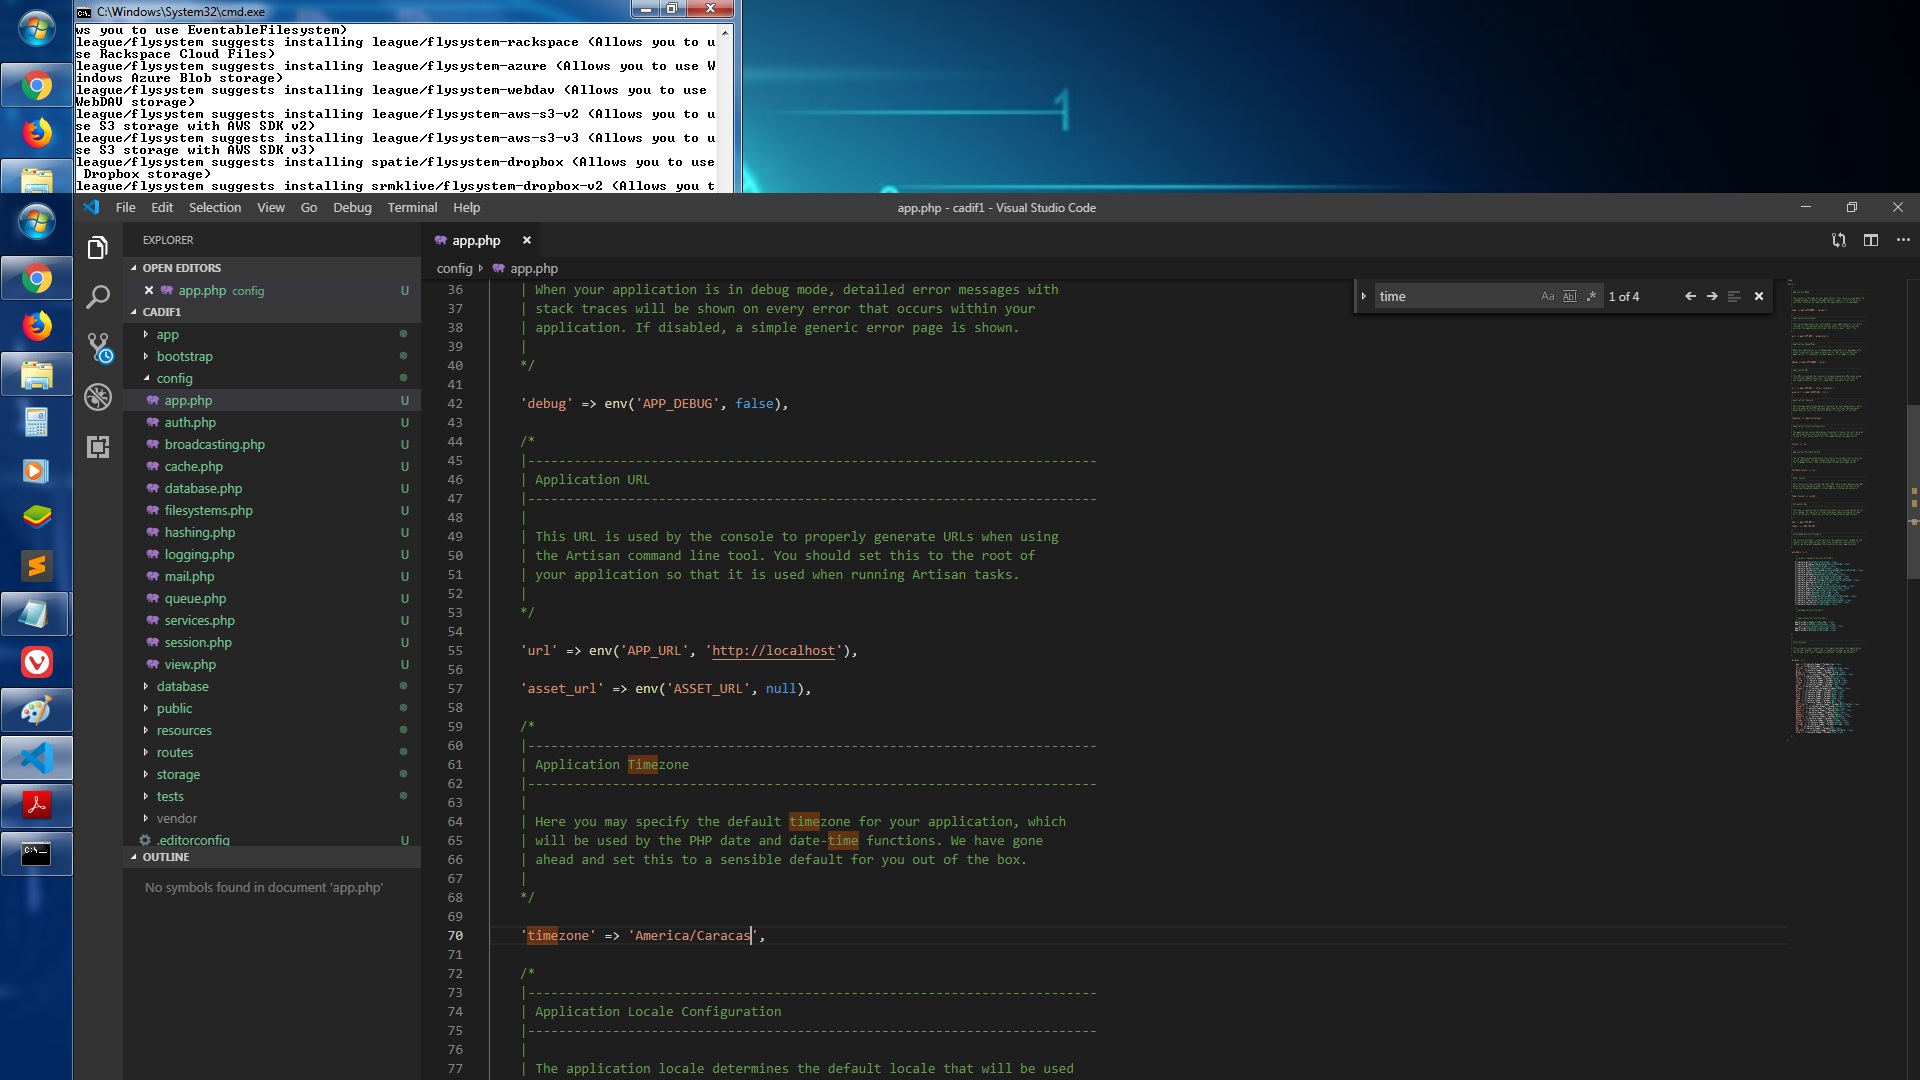 C:\Windows\System32\cmd.exe
ws you to use EventableFilesystem)
league/flysystem suggests installing league/flysystem-rackspace (Allows you to u
se Rackspace Cloud Files)
league/flysystem suggests installing league/flysystem-azure (Allows you to use W
indows Azure Blob storage)
league/flysystem suggests installing league/flysystem-webdav (Allows you to use
WebDAV storage)
league/flysystem suggests installing league/flysystem-aws-s3-v2 (Allows you to u
se S3 storage with AWS SDK v2)
league/flysystem suggests installing league/flysystem-aws-s3-v3 (Allows you to u
se S3 storage with AWS SDK v3)
league/flysystem suggests installing spatie/flysystem-dropbox (Allows you to use
Dropbox storage)
league/flysystem suggests installing srmklive/flysystem-dropbox-v2 (Allows you t
1
File Edit Selection View Go Debug Terminal Help
app.php - cadif1 - Visual Studio Code
EXPLORER
OPEN EDITORS
app.php config U
CADIF1
app
bootstrap
config
app.php U
auth.php U
broadcasting.php U
cache.php U
database.php U
filesystems.php U
hashing.php U
logging.php U
mail.php U
queue.php U
services.php U
session.php U
view.php U
database
public
resources
routes
storage
tests
vendor
.editorconfig U
OUTLINE
No symbols found in document 'app.php'
app.php
config app.php
time
Aa Abl .* 1 of 4
36 | When your application is in debug mode, detailed error messages with
37 | stack traces will be shown on every error that occurs within your
38 | application. If disabled, a simple generic error page is shown.
39 |
40 */
41
42 'debug' => env('APP_DEBUG', false),
43
44 /*
45 |--------------------------------------------------------------------------
46 | Application URL
47 |--------------------------------------------------------------------------
48 |
49 | This URL is used by the console to properly generate URLs when using
50 | the Artisan command line tool. You should set this to the root of
51 | your application so that it is used when running Artisan tasks.
52 |
53 */
54
55 'url' => env('APP_URL', 'http://localhost'),
56
57 'asset_url' => env('ASSET_URL', null),
58
59 /*
60 |--------------------------------------------------------------------------
61 | Application Timezone
62 |--------------------------------------------------------------------------
63 |
64 | Here you may specify the default timezone for your application, which
65 | will be used by the PHP date and date-time functions. We have gone
66 | ahead and set this to a sensible default for you out of the box.
67 |
68 */
69
70 'timezone' => 'America/Caracas',
71
72 /*
73 |--------------------------------------------------------------------------
74 | Application Locale Configuration
75 |--------------------------------------------------------------------------
76 |
77 | The application locale determines the default locale that will be used